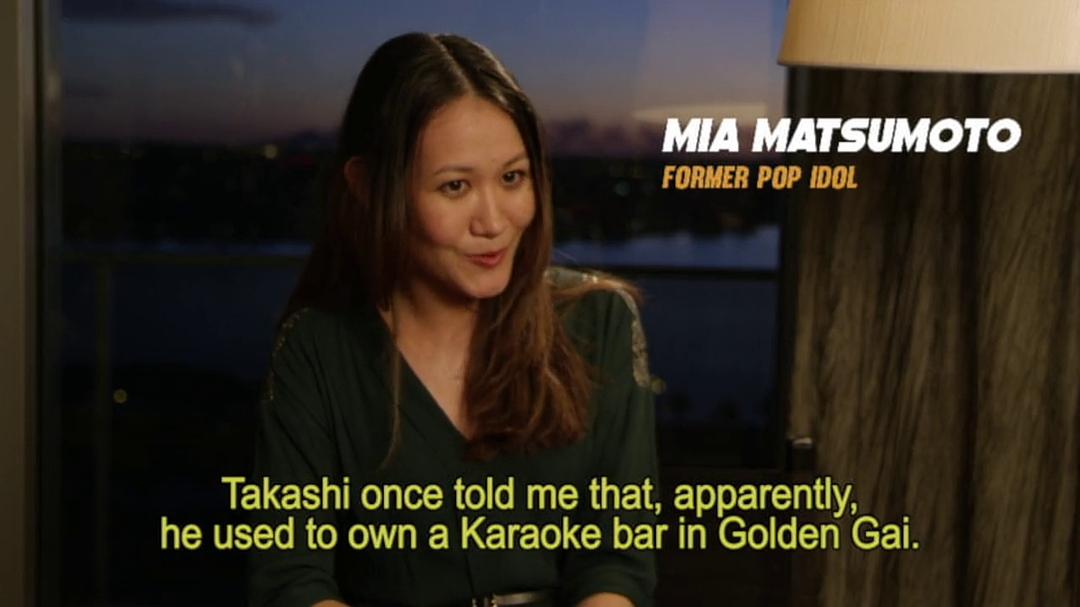 MIA MATSUMOTO
FORMER POP IDOL
Takashi once told me that, apparently,
he used to own a Karaoke bar in Golden Gai.